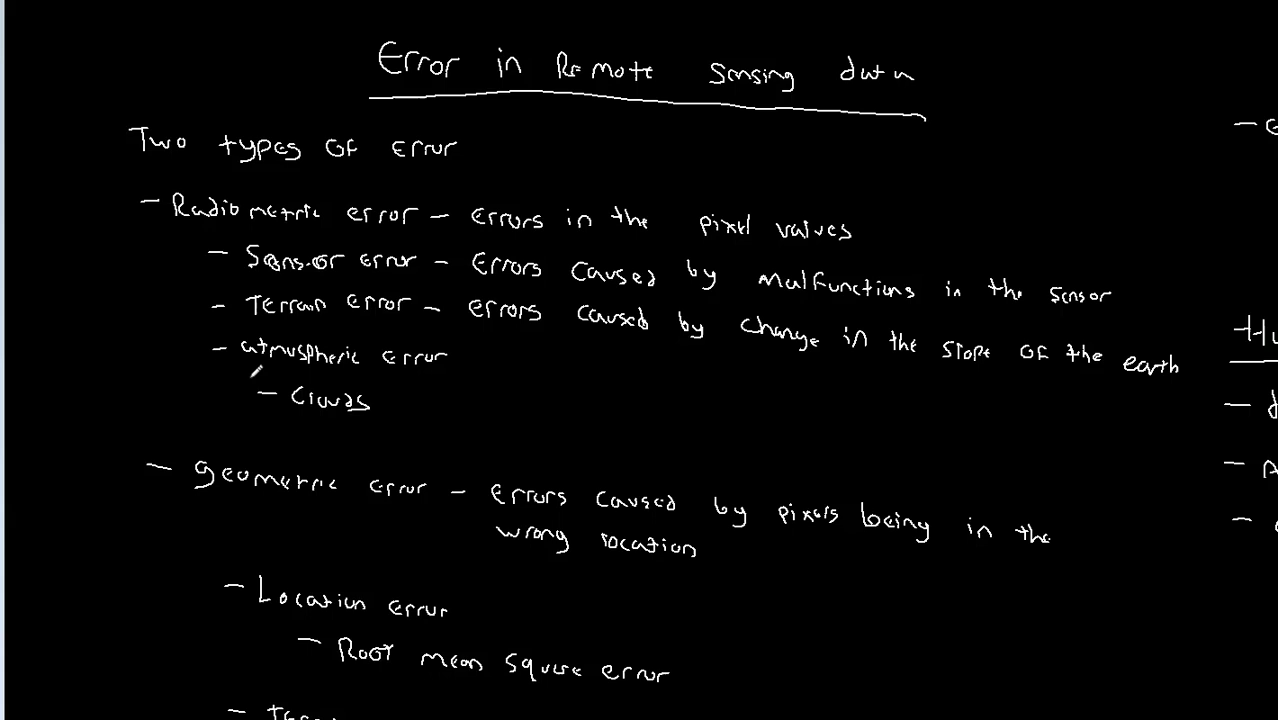 Error in Remote Sensing data
Two types of error
- Radiometric error - errors in the pixel values
- Sensor error - Errors caused by malfunctions in the sensor
- Terrain error - errors caused by change in the slope of the earth
- atmospheric error
- Clouds
- geometric error - errors caused by pixels being in the
wrong location
- Location error
- Root mean square error